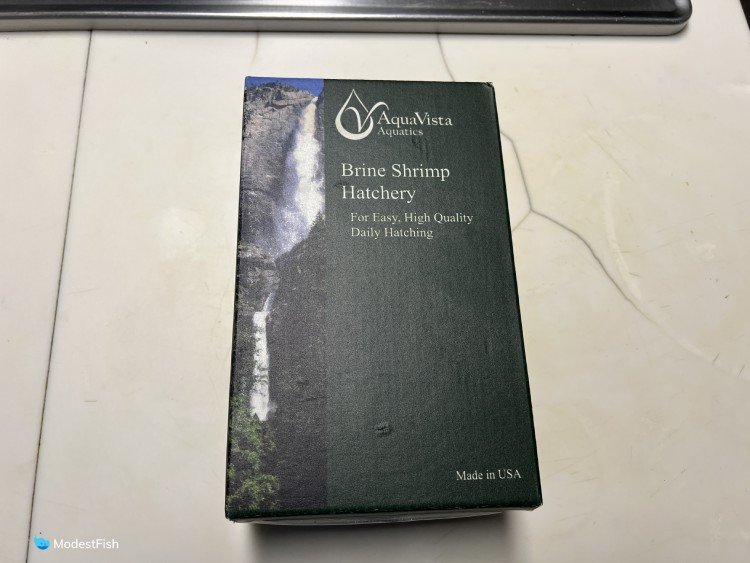 AquaVista
Aquatics
Brine Shrimp
Hatchery
For Easy, High Quality
Daily Hatching
Made in USA
ModestFish